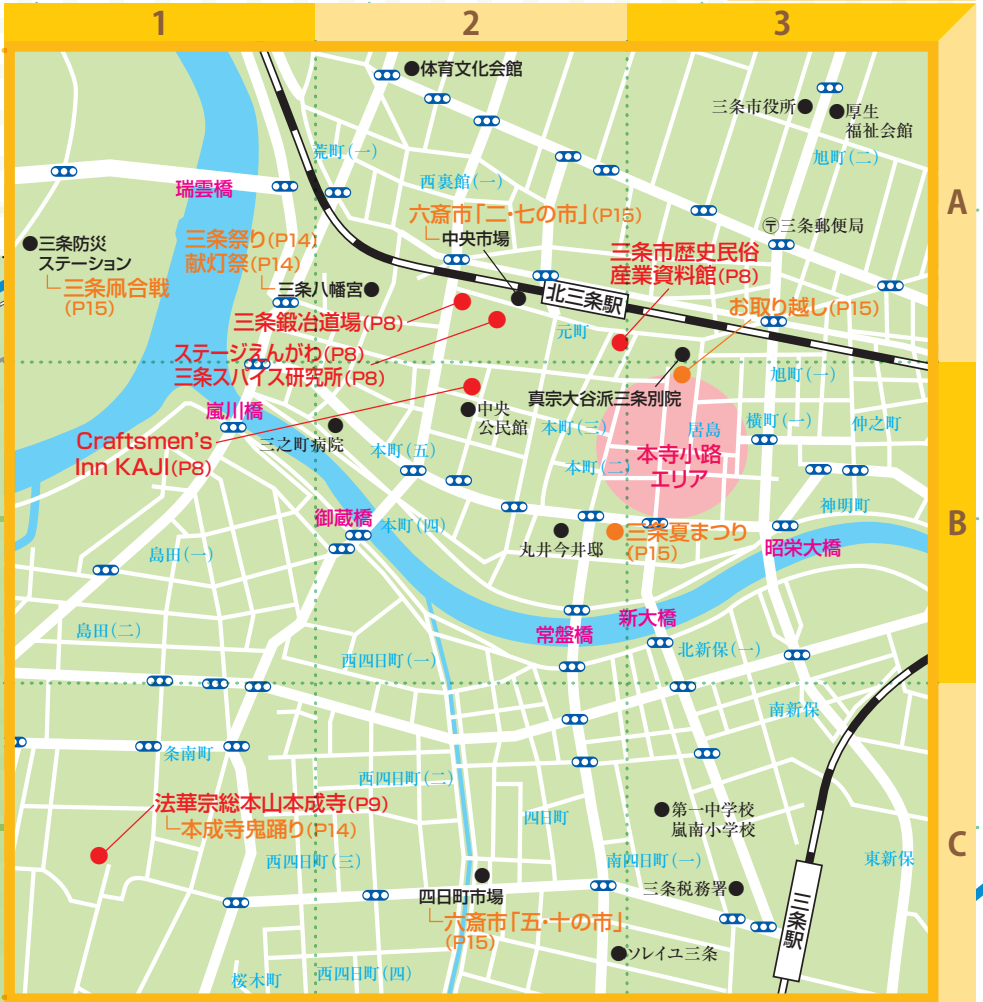 1
2
3
A
B
C
体育文化会館
三条市役所
厚生
福祉会館
荒町(一)
旭町(二)
西裏館(一)
瑞雲橋
六斎市「二・七の市」(P15)
中央市場
〒三条郵便局
三条防災
ステーション
三条凧合戦
(P15)
三条祭り(P14)
献灯祭(P14)
三条八幡宮
三条市歴史民俗
産業資料館(P8)
北三条駅
お取り越し(P15)
三条鍛冶道場(P8)
元町
ステージえんがわ(P8)
三条スパイス研究所(P8)
旭町(一)
真宗大谷派三条別院
嵐川橋
中央
公民館
本町(三)
居島
横町(一)
仲之町
Craftsmen's
Inn KAJI(P8)
三之町病院
本町(五)
本町(二)
本寺小路
エリア
神明町
御蔵橋
本町(四)
丸井今井邸
三条夏まつり
(P15)
昭栄大橋
島田(一)
島田(二)
常盤橋
新大橋
北新保(一)
西四日町(一)
南新保
条南町
西四日町(二)
法華宗総本山本成寺(P9)
本成寺鬼踊り(P14)
四日町
第一中学校
嵐南小学校
西四日町(三)
南四日町(一)
東新保
四日町市場
六斎市「五・十の市」
(P15)
三条税務署
三条駅
ソレイユ三条
桜木町
西四日町(四)